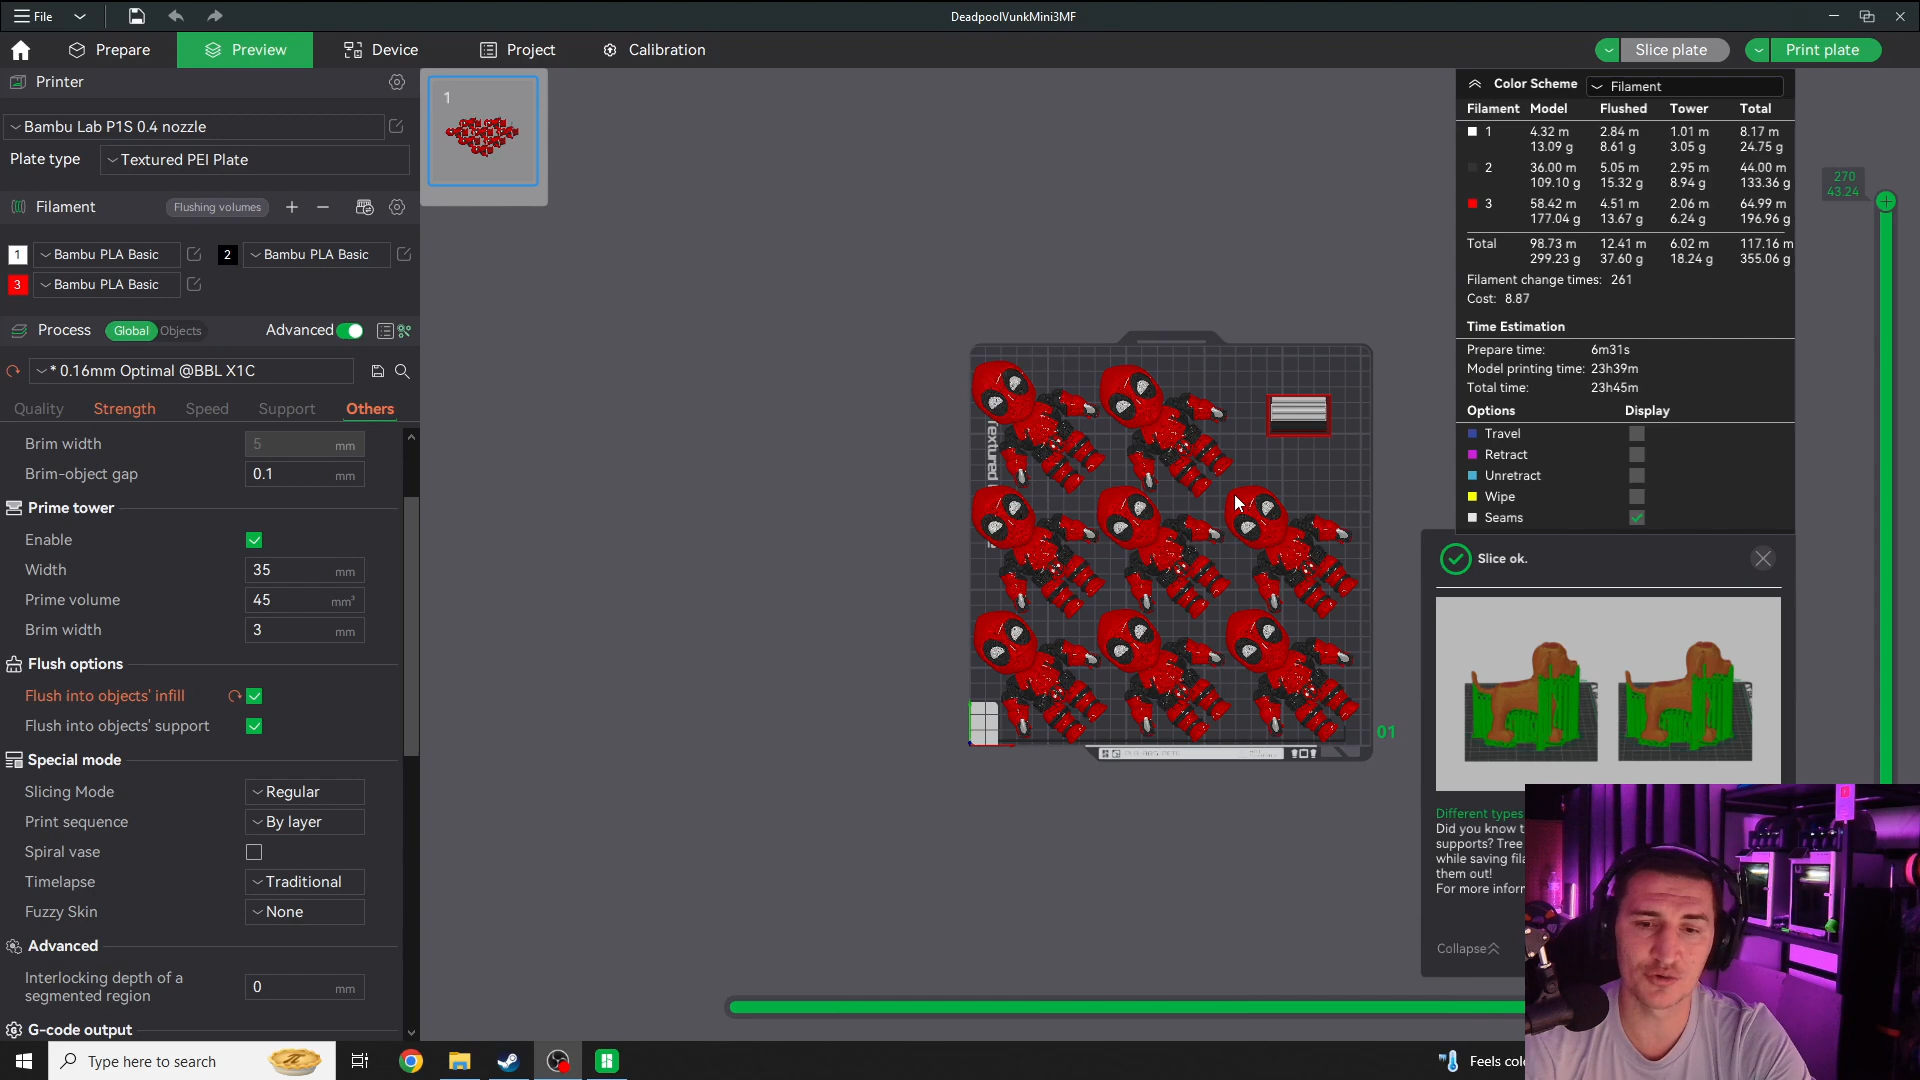 File
DeadpoolVunkMini3MF
Prepare
Preview
Device
Project
Calibration
Slice plate
Print plate
Printer
Bambu Lab P1S 0.4 nozzle
Plate type
Textured PEI Plate
Filament
Flushing volumes
1 Bambu PLA Basic
2 Bambu PLA Basic
3 Bambu PLA Basic
Process
Global
Objects
Advanced
* 0.16mm Optimal @BBL X1C
Quality
Strength
Speed
Support
Others
Brim width 5 mm
Brim-object gap 0.1 mm
Prime tower
Enable
Width 35 mm
Prime volume 45 mm³
Brim width 3 mm
Flush options
Flush into objects' infill
Flush into objects' support
Special mode
Slicing Mode Regular
Print sequence By layer
Spiral vase
Timelapse Traditional
Fuzzy Skin None
Advanced
Interlocking depth of a
segmented region 0 mm
G-code output
1
Textured
01
Color Scheme Filament
Filament Model Flushed Tower Total
1 4.32 m 2.84 m 1.01 m 8.17 m
13.09 g 8.61 g 3.05 g 24.75 g
2 36.00 m 5.05 m 2.95 m 44.00 m
109.10 g 15.32 g 8.94 g 133.36 g
3 58.42 m 4.51 m 2.06 m 64.99 m
177.04 g 13.67 g 6.24 g 196.96 g
Total 98.73 m 12.41 m 6.02 m 117.16 m
299.23 g 37.60 g 18.24 g 355.06 g
Filament change times: 261
Cost: 8.87
Time Estimation
Prepare time: 6m31s
Model printing time: 23h39m
Total time: 23h45m
Options Display
Travel
Retract
Unretract
Wipe
Seams
270
43.24
Slice ok.
Different types
Did you know t
supports? Tree
while saving fila
them out!
For more inforn
Collapse
Type here to search
Feels col